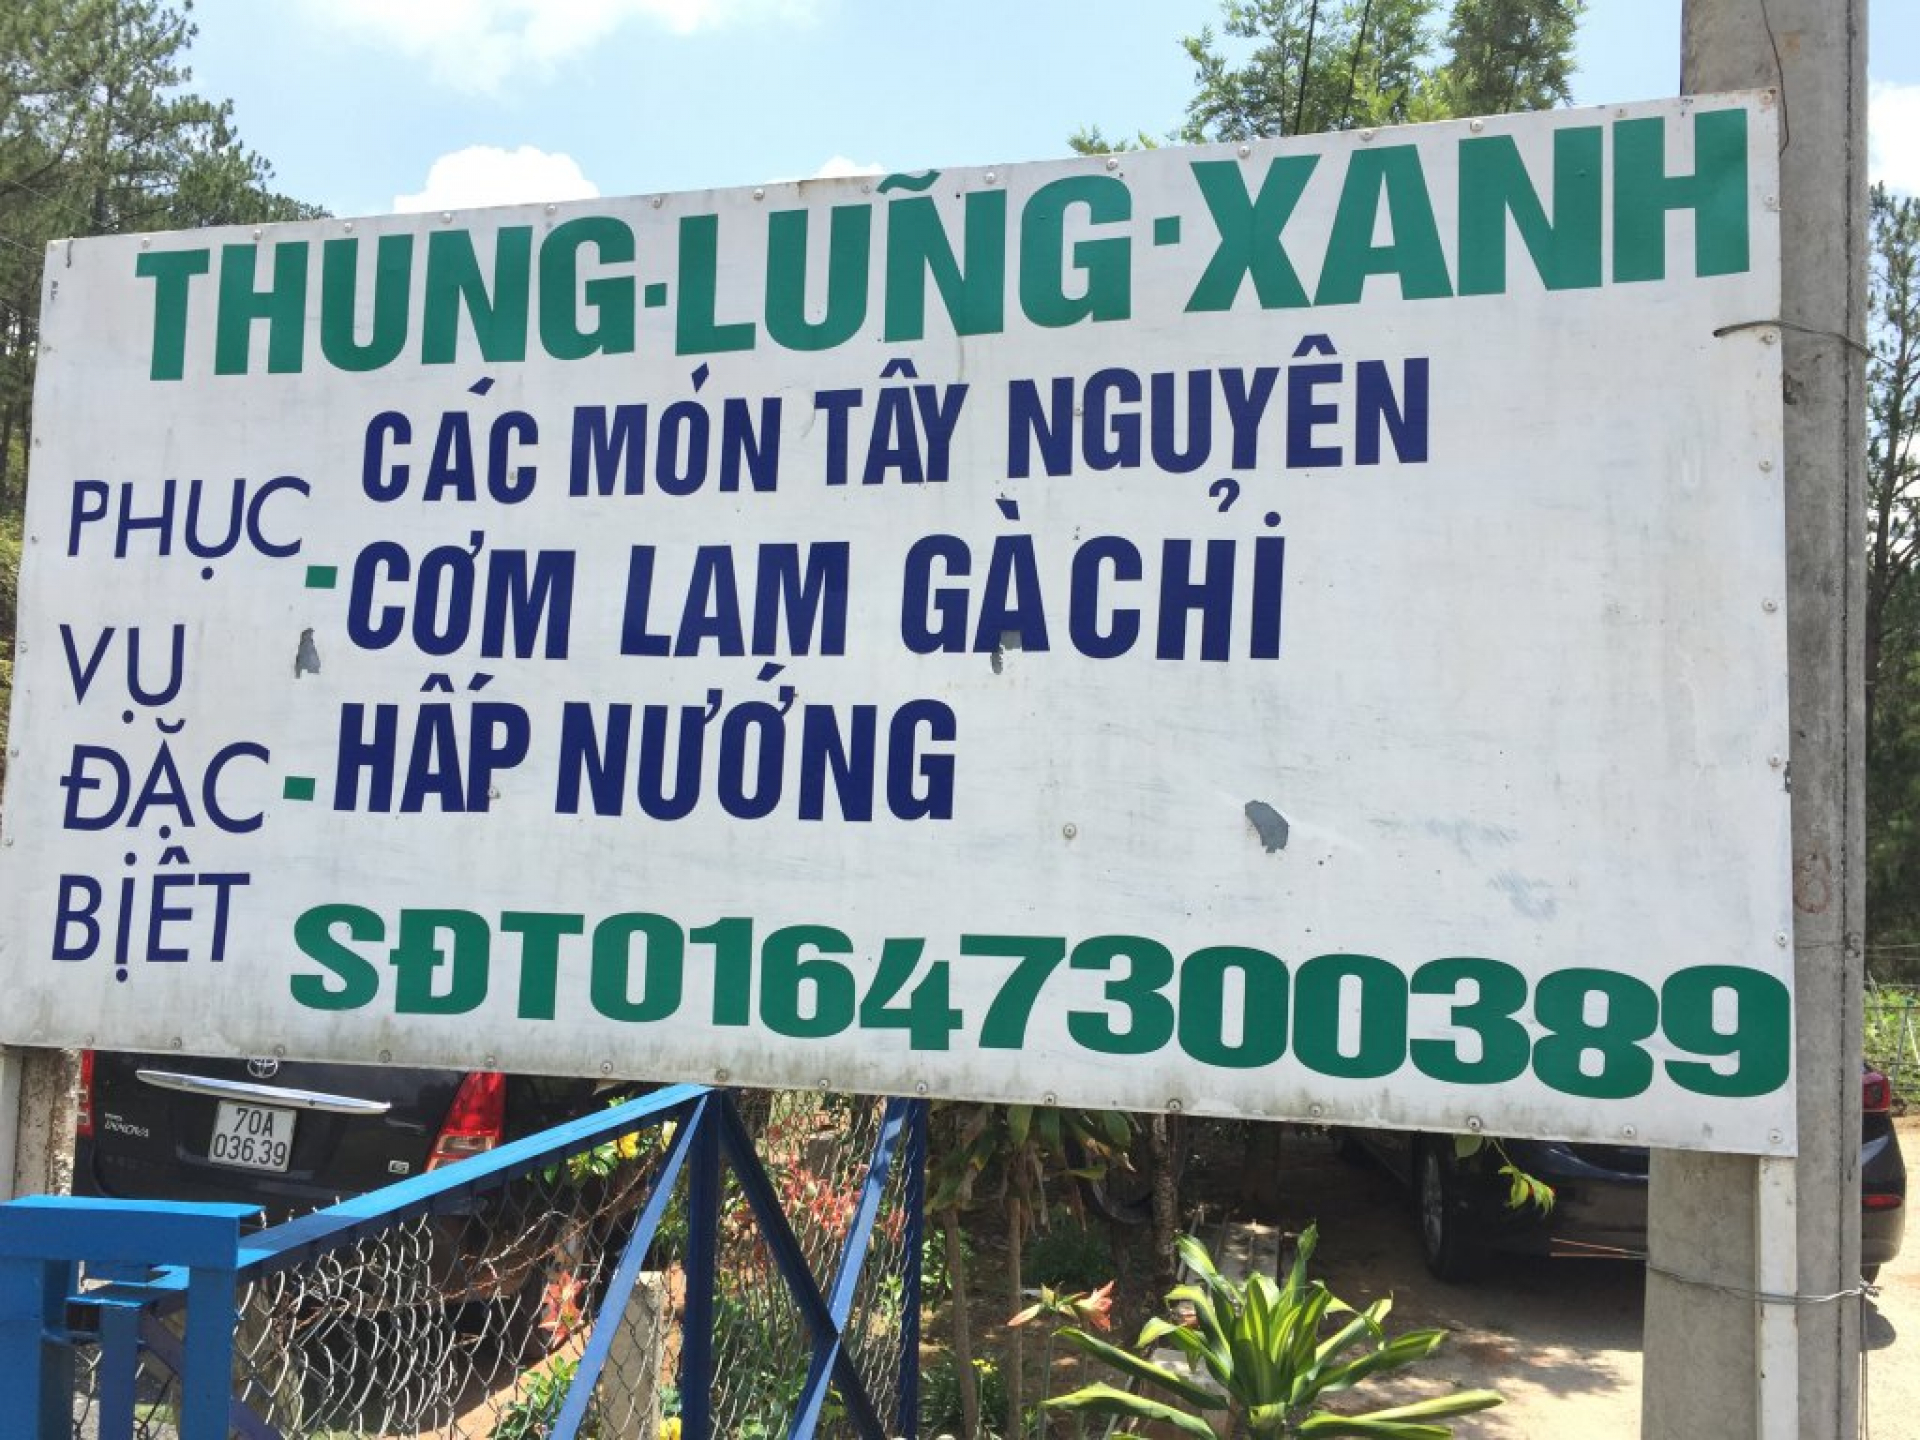 THUNG-LŨNG-XANH
PHỤC VỤ ĐẶC BIỆT
CÁC MÓN TÂY NGUYÊN
- CƠM LAM GÀ CHỈ
- HẤP NƯỚNG
SĐT01647300389
70A
036.39
INNOVA
G